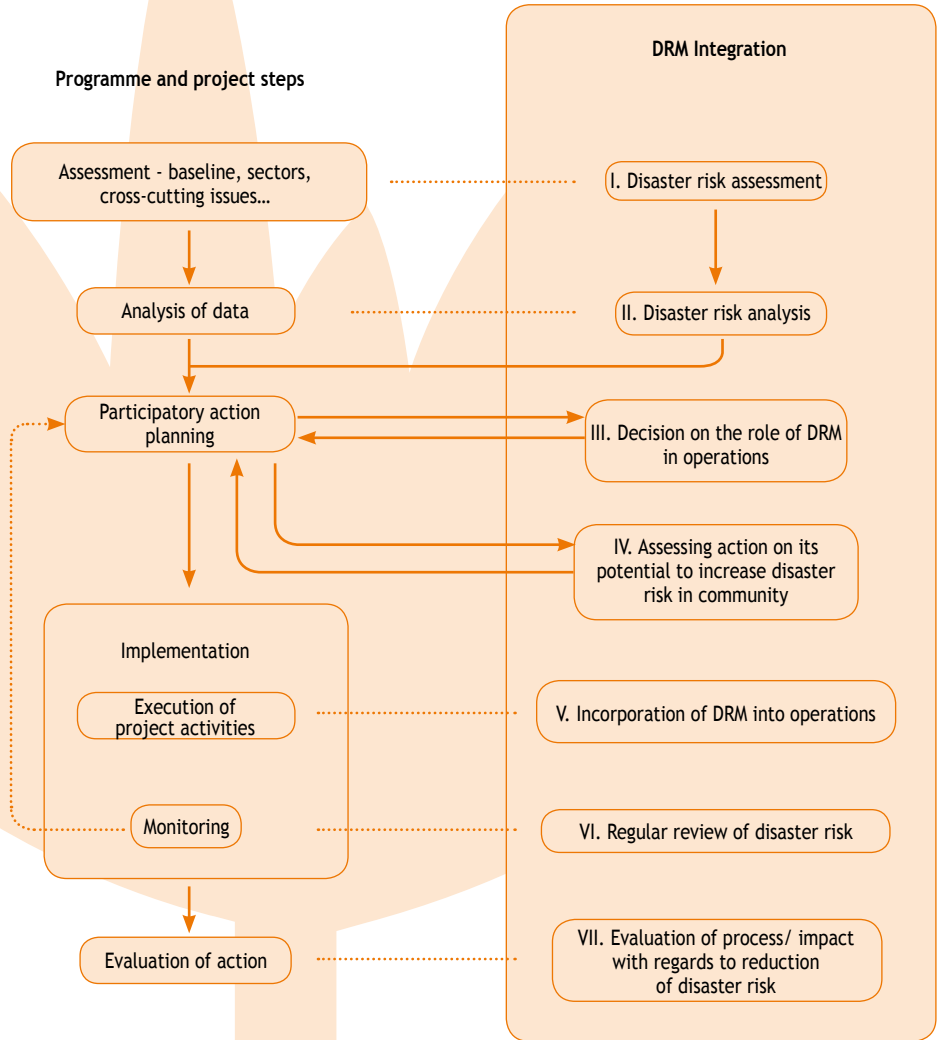 DRM Integration
Programme and project steps
Assessment - baseline, sectors,
cross-cutting issues…
I. Disaster risk assessment
Analysis of data
II. Disaster risk analysis
Participatory action
planning
III. Decision on the role of DRM
in operations
IV. Assessing action on its
potential to increase disaster
risk in community
Implementation
Execution of
project activities
V. Incorporation of DRM into operations
Monitoring
VI. Regular review of disaster risk
Evaluation of action
VII. Evaluation of process/ impact
with regards to reduction
of disaster risk